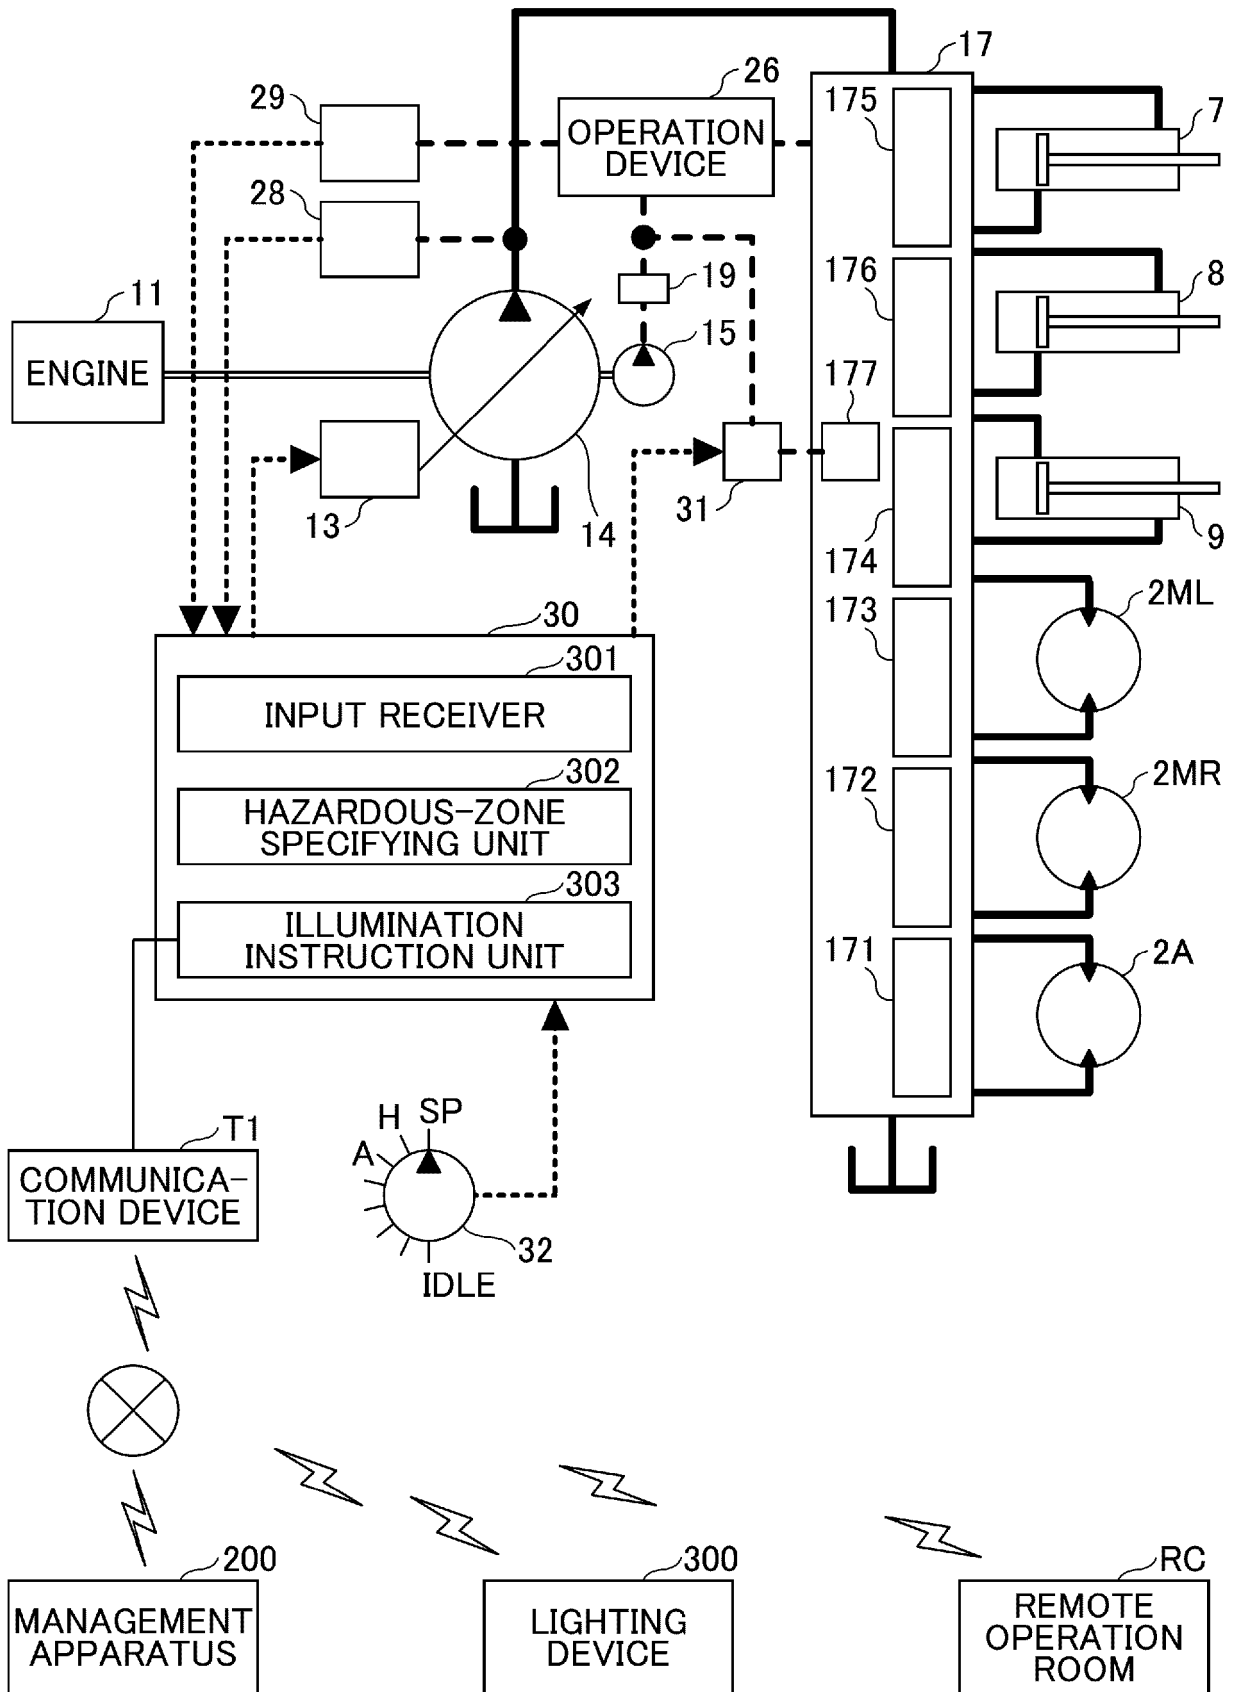 17
26
29
175
7
OPERATION
DEVICE
28
176
8
19
11
15
ENGINE
177
13
14
31
174
9
2ML
30
173
301
INPUT RECEIVER
172
2MR
302
HAZARDOUS-ZONE
SPECIFYING UNIT
303
ILLUMINATION
INSTRUCTION UNIT
171
2A
SP
H
A
T1
COMMUNICA-
TION DEVICE
32
IDLE
200
300
RC
MANAGEMENT
APPARATUS
LIGHTING
DEVICE
REMOTE
OPERATION
ROOM